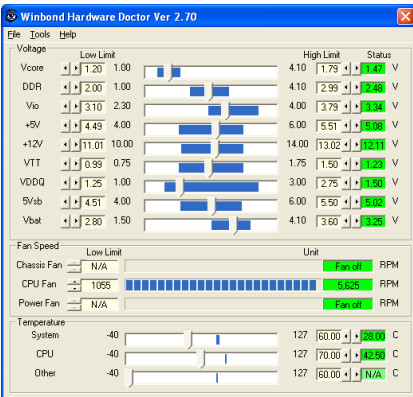 Winbond Hardware Doctor Ver 2.70
File Tools Help
Voltage
Low Limit High Limit Status
Vcore 1.20 1.00 4.10 1.79 1.47 V
DDR 2.00 1.00 4.10 2.99 2.48 V
Vio 3.10 2.30 4.00 3.79 3.34 V
+5V 4.49 4.00 6.00 5.51 5.08 V
+12V 11.01 10.00 14.00 13.02 12.11 V
VTT 0.99 0.75 1.75 1.50 1.23 V
VDDQ 1.25 1.00 3.00 2.75 1.50 V
5Vsb 4.51 4.00 6.00 5.50 5.02 V
Vbat 2.80 1.50 4.10 3.60 3.25 V
Fan Speed
Low Limit Unit
Chassis Fan N/A Fan off RPM
CPU Fan 1055 5,625 RPM
Power Fan N/A Fan off RPM
Temperature
System -40 127 60.00 28.00 C
CPU -40 127 70.00 42.50 C
Other -40 127 60.00 N/A C